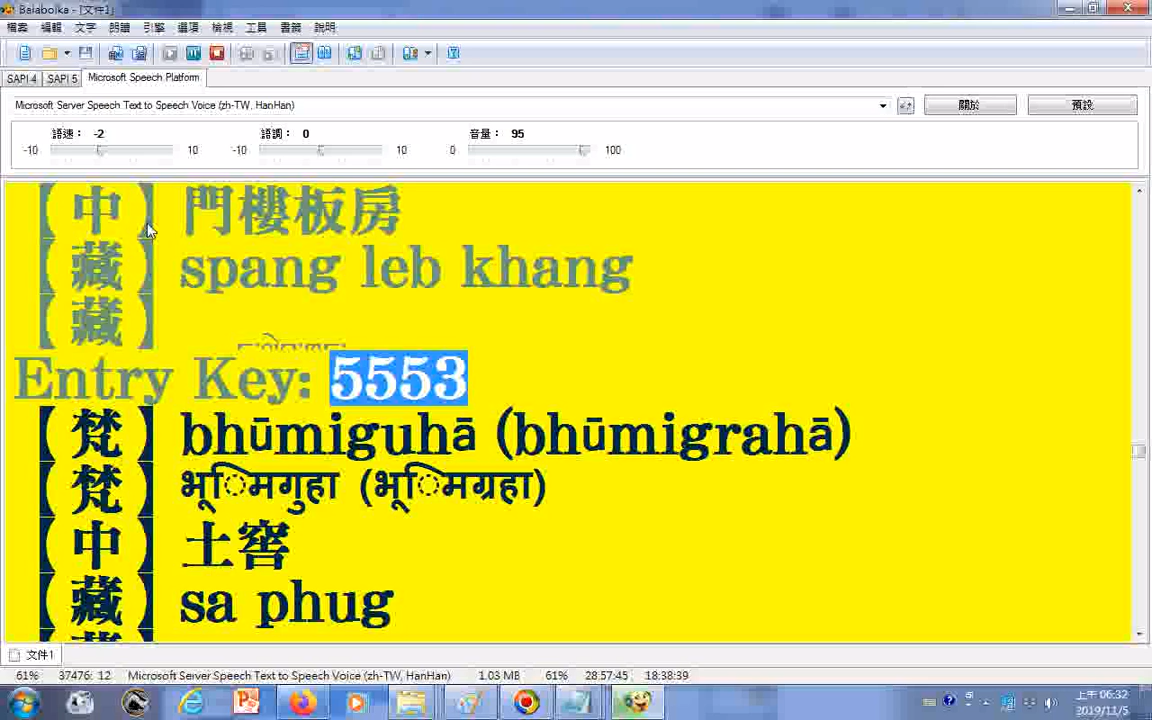 Balabolka - [文件1]
檔案 編輯 文字 朗讀 引擎 選項 檢視 工具 書籤 說明
SAPI 4 SAPI 5 Microsoft Speech Platform
Microsoft Server Speech Text to Speech Voice (zh-TW, HanHan) 關於 預設
語速： -2 語調： 0 音量： 95
-10 10 -10 10 0 100
【中】 門樓板房
【藏】 spang leb khang
【藏】
Entry Key: 5553
【梵】 bhūmiguhā (bhūmigrahā)
【梵】 भूिमगुहा (भूिमग्रहा)
【中】 土窖
【藏】 sa phug
文件1
61% 37476: 12 Microsoft Server Speech Text to Speech Voice (zh-TW, HanHan) 1.03 MB 61% 28:57:45 18:38:39
上午 06:32
2019/11/5